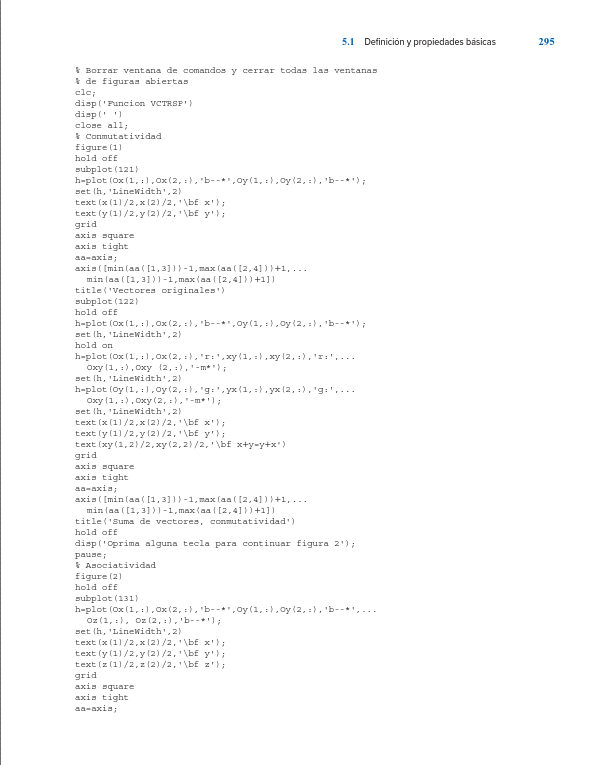 5.1 Definición y propiedades básicas 295
% Borrar ventana de comandos y cerrar todas las ventanas
% de figuras abiertas
clc;
disp('Funcion VCTRSP')
disp(' ')
close all;
% Conmutatividad
figure(1)
hold off
subplot(121)
h=plot(Ox(1,:),Ox(2,:),'b--*',Oy(1,:),Oy(2,:),'b--*');
set(h,'LineWidth',2)
text(x(1)/2,x(2)/2,'\bf x');
text(y(1)/2,y(2)/2,'\bf y');
grid
axis square
axis tight
aa=axis;
axis([min(aa([1,3]))-1,max(aa([2,4]))+1,...
min(aa([1,3]))-1,max(aa([2,4]))+1])
title('Vectores originales')
subplot(122)
hold off
h=plot(Ox(1,:),Ox(2,:),'b--*',Oy(1,:),Oy(2,:),'b--*');
set(h,'LineWidth',2)
hold on
h=plot(Ox(1,:),Ox(2,:),'r:',xy(1,:),xy(2,:),'r:',...
Oxy(1,:),Oxy (2,:),'-m*');
set(h,'LineWidth',2)
h=plot(Oy(1,:),Oy(2,:),'g:',yx(1,:),yx(2,:),'g:',...
Oxy(1,:),Oxy(2,:),'-m*');
set(h,'LineWidth',2)
text(x(1)/2,x(2)/2,'\bf x');
text(y(1)/2,y(2)/2,'\bf y');
text(xy(1,2)/2,xy(2,2)/2,'\bf x+y=y+x')
grid
axis square
axis tight
aa=axis;
axis([min(aa([1,3]))-1,max(aa([2,4]))+1,...
min(aa([1,3]))-1,max(aa([2,4]))+1])
title('Suma de vectores, conmutatividad')
hold off
disp('Oprima alguna tecla para continuar figura 2');
pause;
% Asociatividad
figure(2)
hold off
subplot(131)
h=plot(Ox(1,:),Ox(2,:),'b--*',Oy(1,:),Oy(2,:),'b--*',...
Oz(1,:), Oz(2,:),'b--*');
set(h,'LineWidth',2)
text(x(1)/2,x(2)/2,'\bf x');
text(y(1)/2,y(2)/2,'\bf y');
text(z(1)/2,z(2)/2,'\bf z');
grid
axis square
axis tight
aa=axis;